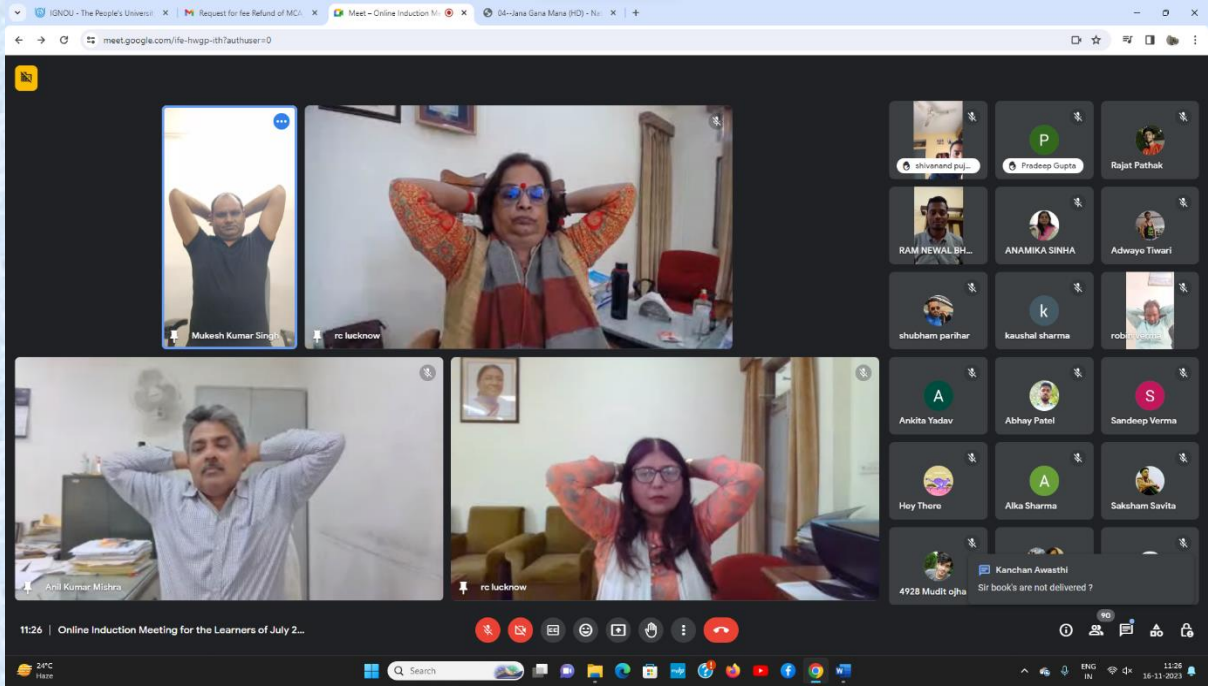 IGNOU - The People's Universit
Request for fee Refund of MCA
Meet – Online Induction M
04--Jana Gana Mana (HD) - Na
meet.google.com/ife-hwgp-ith?authuser=0
shivanand puj...
Pradeep Gupta
Rajat Pathak
Mukesh Kumar Singh
rc lucknow
RAM NEWAL BH...
ANAMIKA SINHA
Adwaye Tiwari
shubham parihar
kaushal sharma
Ankita Yadav
Abhay Patel
Sandeep Verma
Hey There
Alka Sharma
Saksham Savita
Anil Kumar Mishra
rc lucknow
4928 Mudit ojha
Kanchan Awasthi
Sir book's are not delivered ?
11:26 | Online Induction Meeting for the Learners of July 2...
90
24°C
Haze
Search
ENG
IN
11:26
16-11-2023